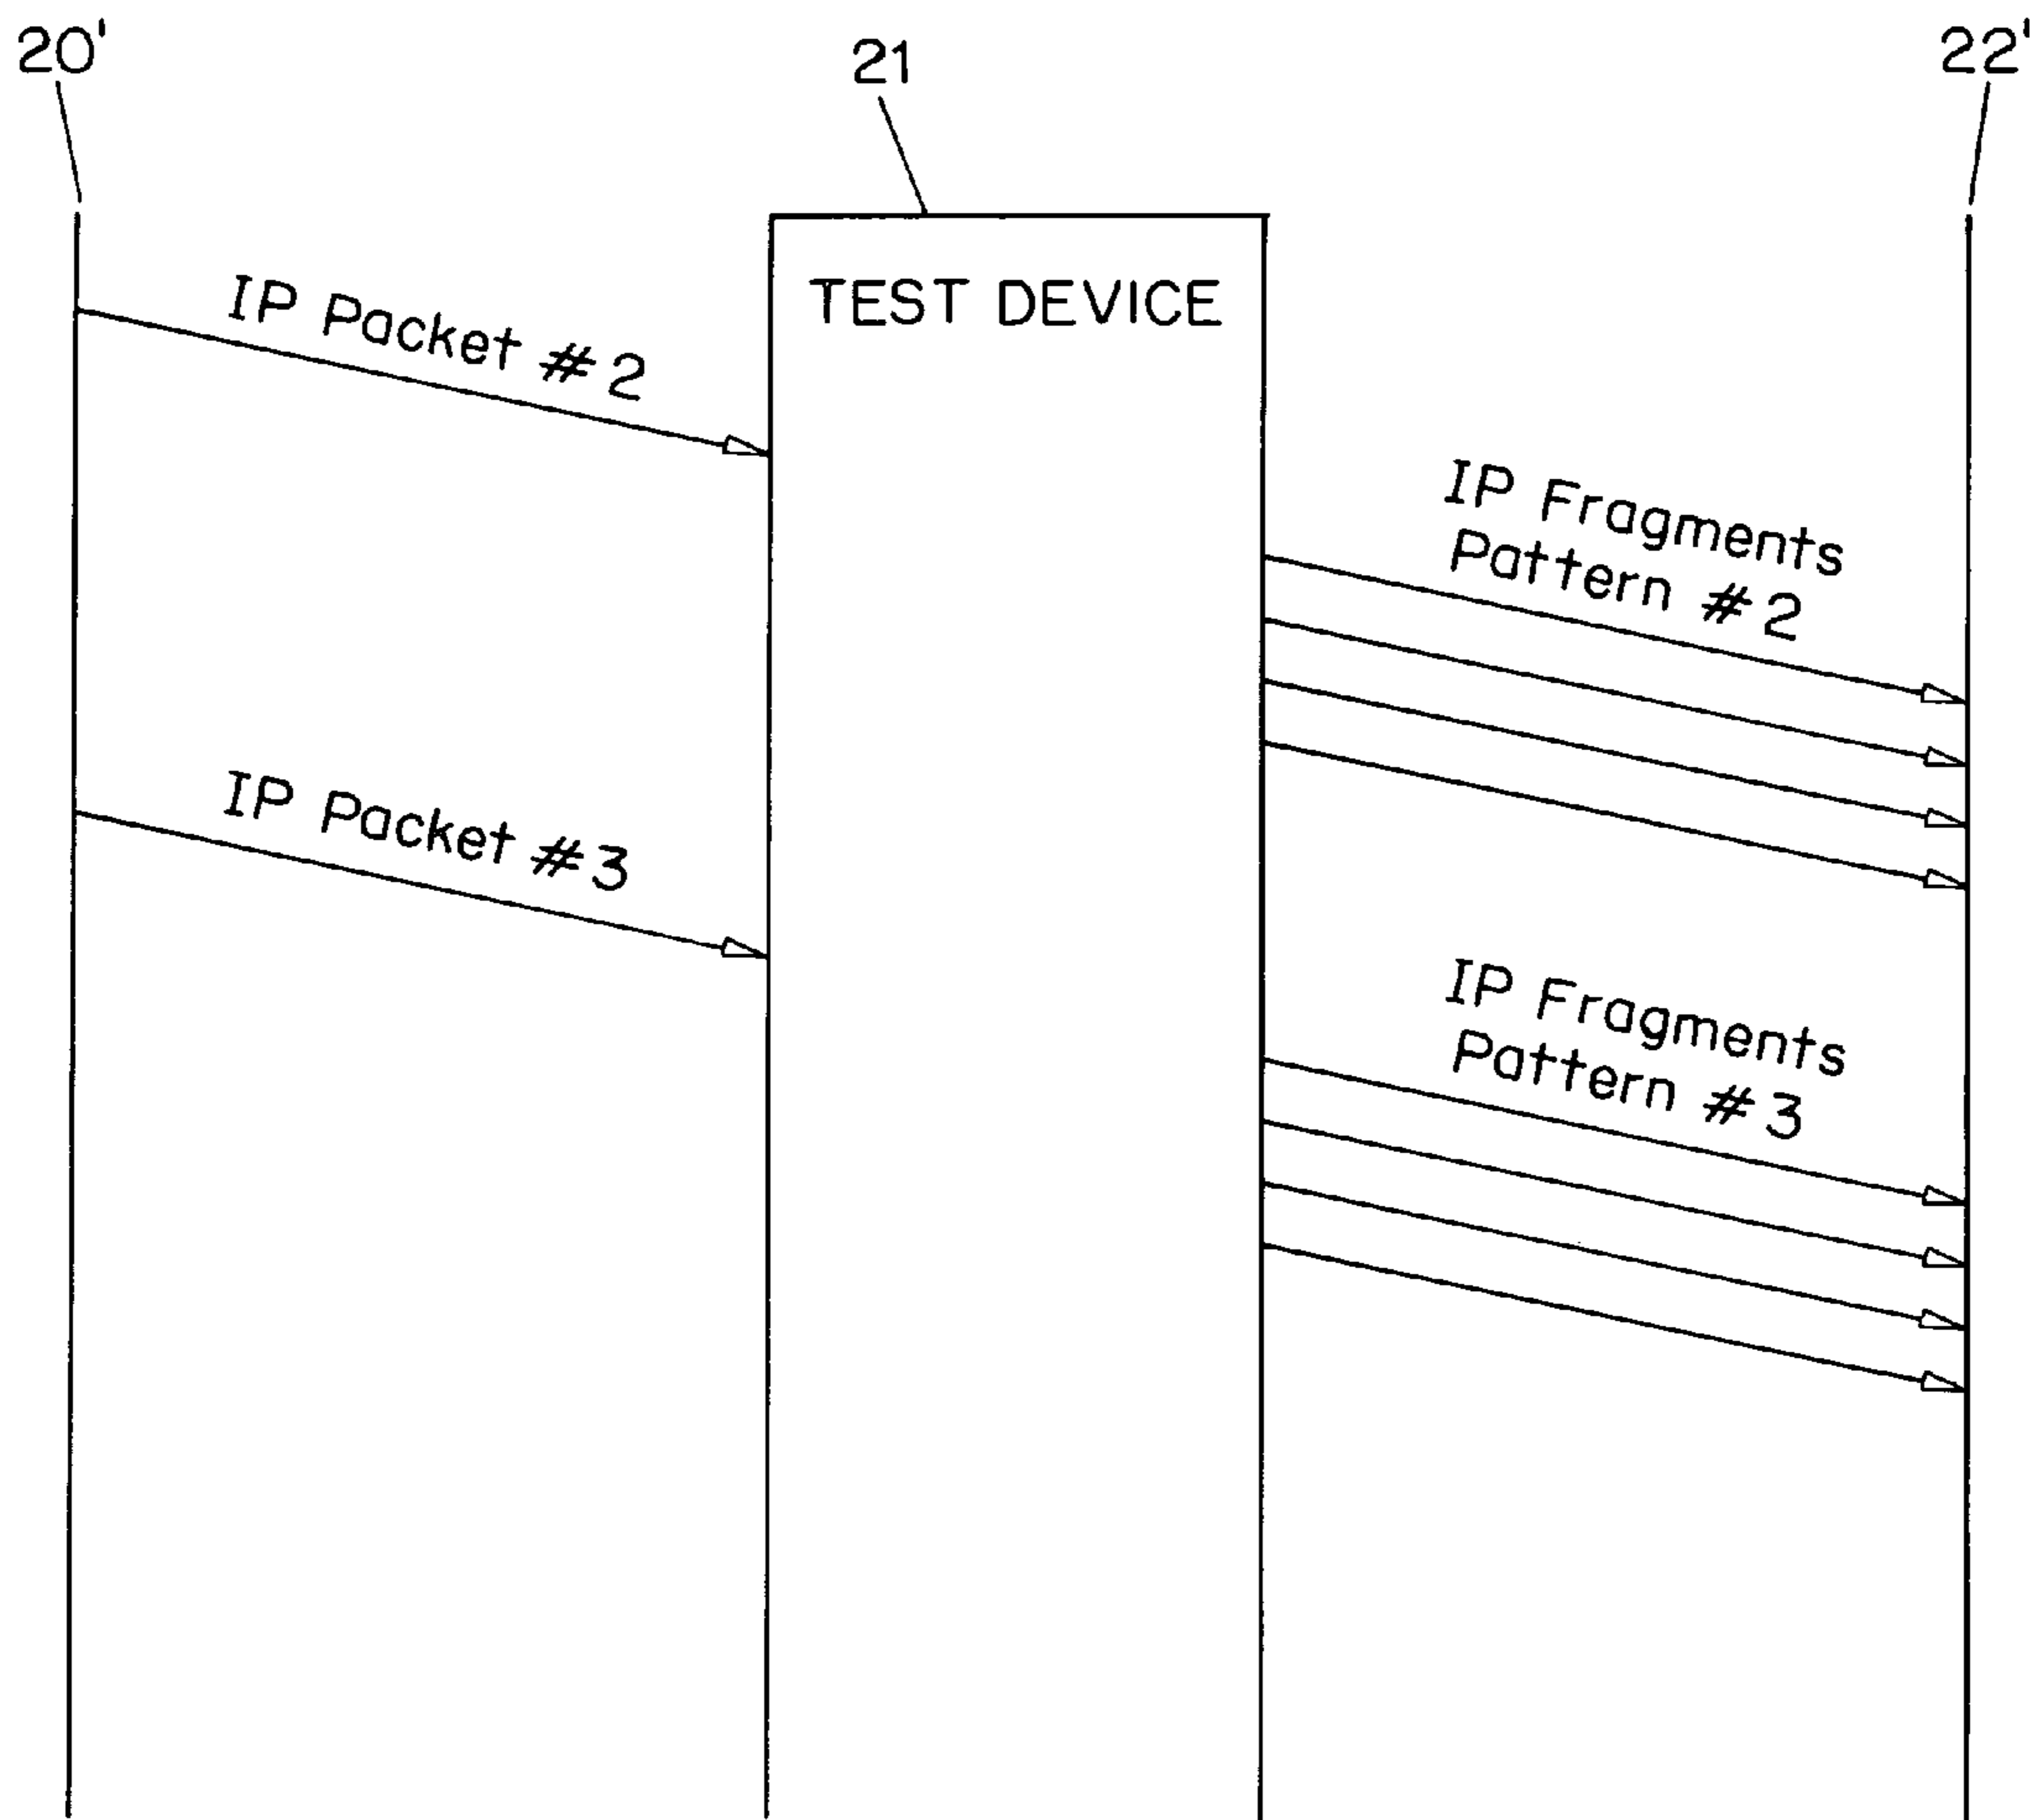 20'
21
22'
TEST DEVICE
IP Packet #2
IP Fragments
Pattern #2
IP Packet #3
IP Fragments
Pattern #3